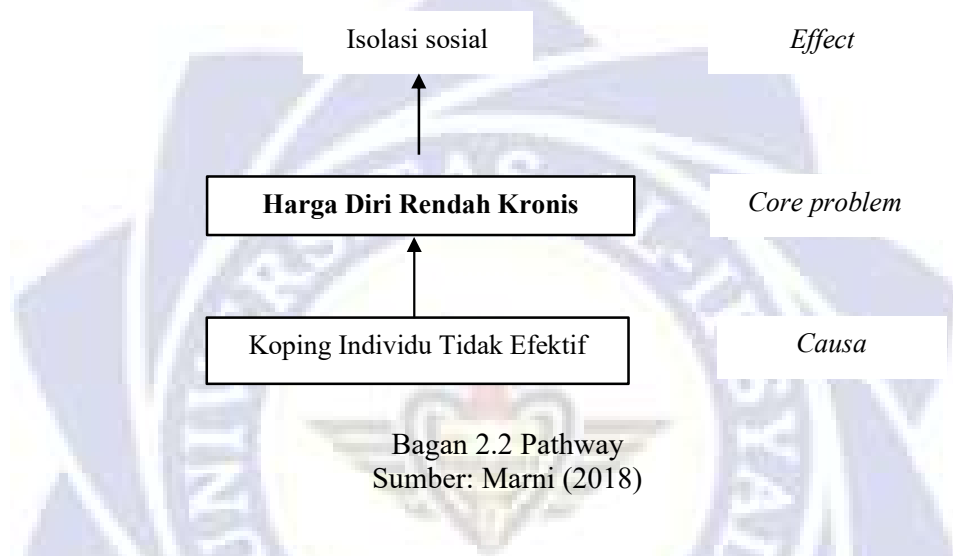 Isolasi sosial
Effect
Harga Diri Rendah Kronis
Core problem
Koping Individu Tidak Efektif
Causa
Bagan 2.2 Pathway
Sumber: Marni (2018)